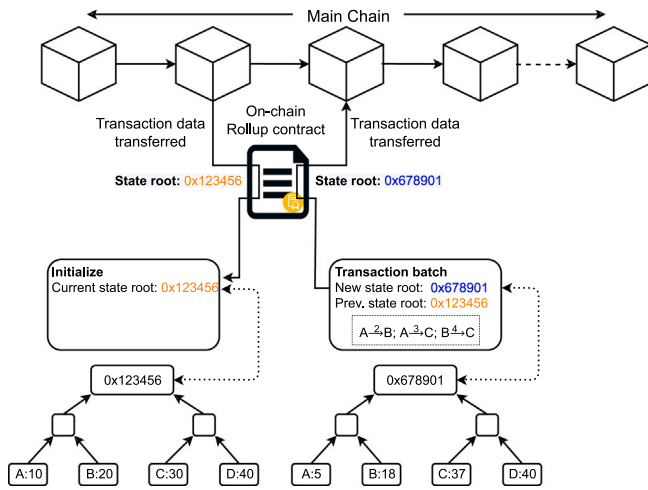 Main Chain
On-chain
Rollup contract
Transaction data
transferred
Transaction data
transferred
State root: 0x123456
State root: 0x678901
Initialize
Current state root: 0x123456
Transaction batch
New state root: 0x678901
Prev. state root: 0x123456
A 2→ B; A 3→ C; B 4→ C
0x123456
0x678901
A:10
B:20
C:30
D:40
A:5
B:18
C:37
D:40